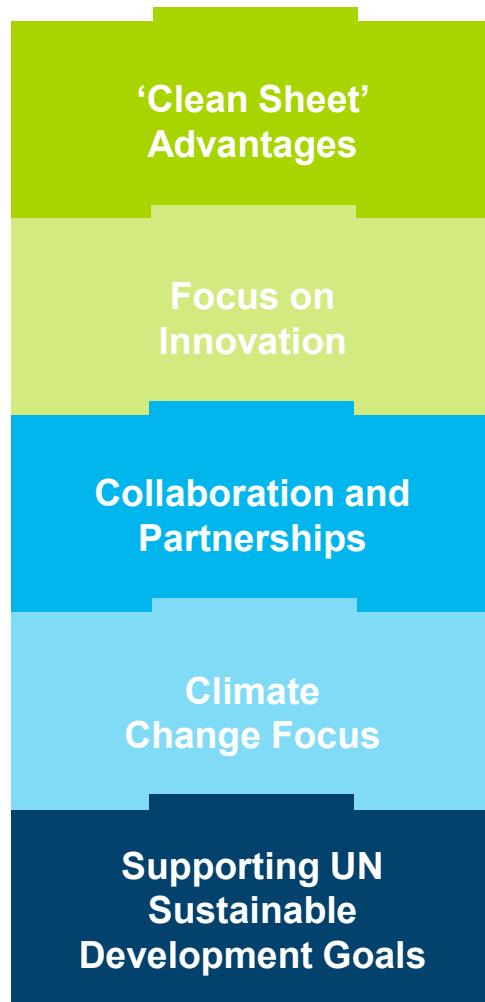 ‘Clean Sheet’
Advantages
Focus on
Innovation
Collaboration and
Partnerships
Climate
Change Focus
Supporting UN
Sustainable
Development Goals